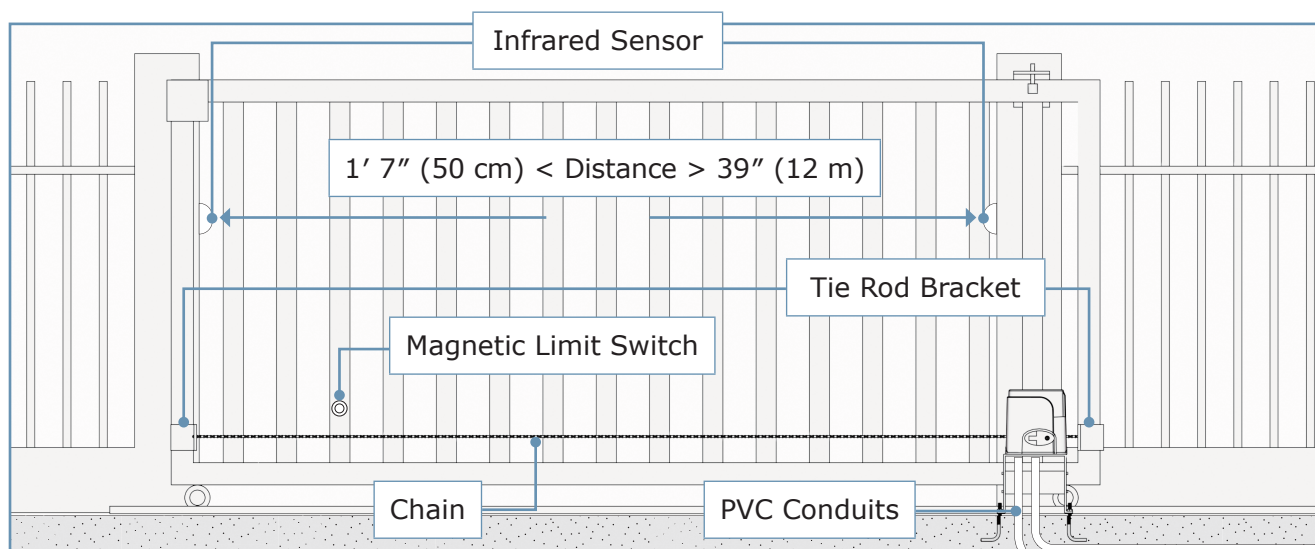 Infrared Sensor
1′ 7″ (50 cm) < Distance > 39″ (12 m)
Tie Rod Bracket
Magnetic Limit Switch
Chain
PVC Conduits